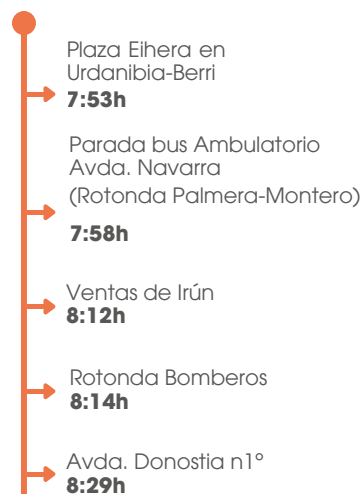 Plaza Eihera en
Urdanibia-Berri
7:53h
Parada bus Ambulatorio
Avda. Navarra
(Rotonda Palmera-Montero)
7:58h
Ventas de Irún
8:12h
Rotonda Bomberos
8:14h
Avda. Donostia n1º
8:29h